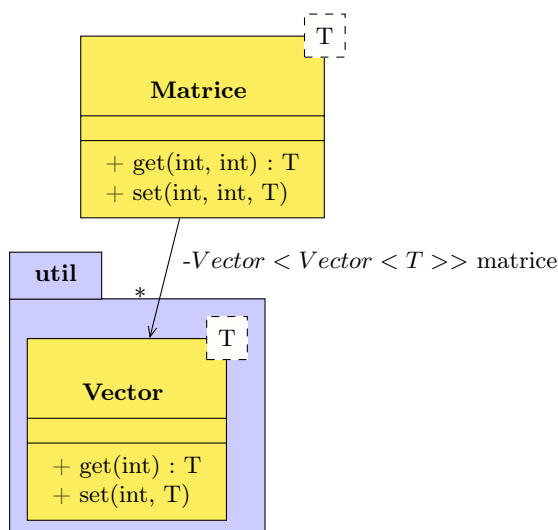 T
Matrice
+ get(int, int) : T
+ set(int, int, T)
-Vector < Vector < T >> matrice
util
*
T
Vector
+ get(int) : T
+ set(int, T)